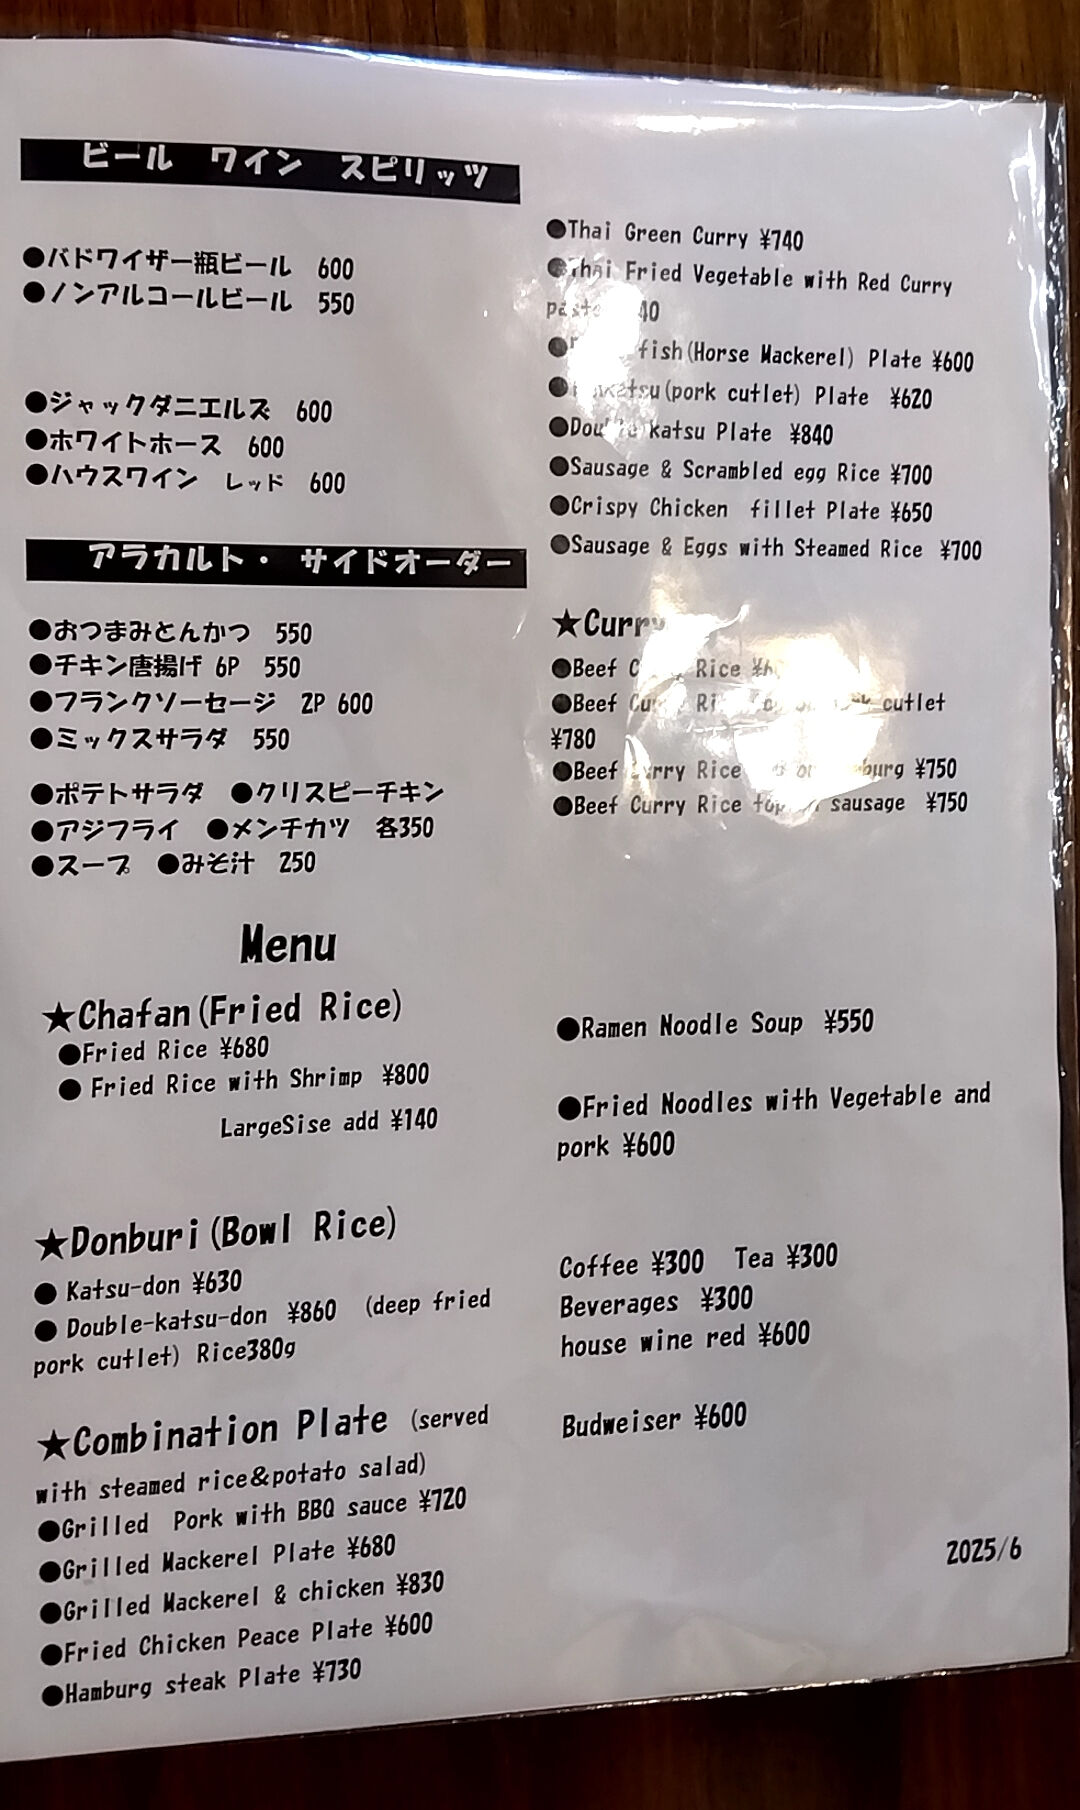 ビール ワイン スピリッツ
●バドワイザー瓶ビール 600
●ノンアルコールビール 550
●ジャックダニエルズ 600
●ホワイトホース 600
●ハウスワイン レッド 600
アラカルト・ サイドオーダー
●おつまみとんかつ 550
●チキン唐揚げ 6P 550
●フランクソーセージ 2P 600
●ミックスサラダ 550
●ポテトサラダ ●クリスピーチキン
●アジフライ ●メンチカツ 各350
●スープ ●みそ汁 250
Menu
★Chafan(Fried Rice)
●Fried Rice ¥680
● Fried Rice with Shrimp ¥800
LargeSise add ¥140
★Donburi(Bowl Rice)
● Katsu-don ¥630
● Double-katsu-don ¥860 (deep fried
pork cutlet) Rice380g
★Combination Plate (served
with steamed rice&potato salad)
●Grilled Pork with BBQ sauce ¥720
●Grilled Mackerel Plate ¥680
●Grilled Mackerel & chicken ¥830
●Fried Chicken Peace Plate ¥600
●Hamburg steak Plate ¥730
●Thai Green Curry ¥740
●Thai Fried Vegetable with Red Curry
●fish(Horse Mackerel) Plate ¥600
●(pork cutlet) Plate ¥620
●katsu Plate ¥840
●Sausage & Scrambled egg Rice ¥700
●Crispy Chicken fillet Plate ¥650
●Sausage & Eggs with Steamed Rice ¥700
★Curry
●Beef Rice
●Beef cutlet
¥780
●Beef Curry Rice ¥750
●Beef Curry Rice sausage ¥750
●Ramen Noodle Soup ¥550
●Fried Noodles with Vegetable and
pork ¥600
Coffee ¥300 Tea ¥300
Beverages ¥300
house wine red ¥600
Budweiser ¥600
2025/6